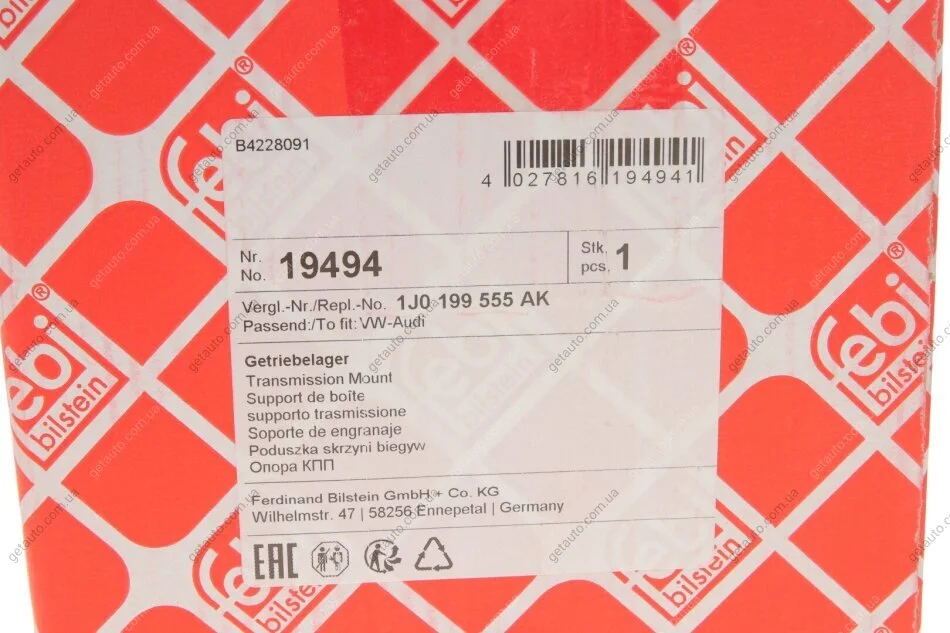 B4228091
4 027816 194941
Nr.
No. 19494
Stk.
pcs. 1
Vergl.-Nr./Repl.-No. 1J0 199 555 AK
Passend:/To fit: VW-Audi
Getriebelager
Transmission Mount
Support de boîte
supporto trasmissione
Soporte de engranaje
Poduszka skrzyni biegyw
Опора КПП
Ferdinand Bilstein GmbH + Co. KG
Wilhelmstr. 47 | 58256 Ennepetal | Germany
EAC
febi
bilstein
getauto.com.ua